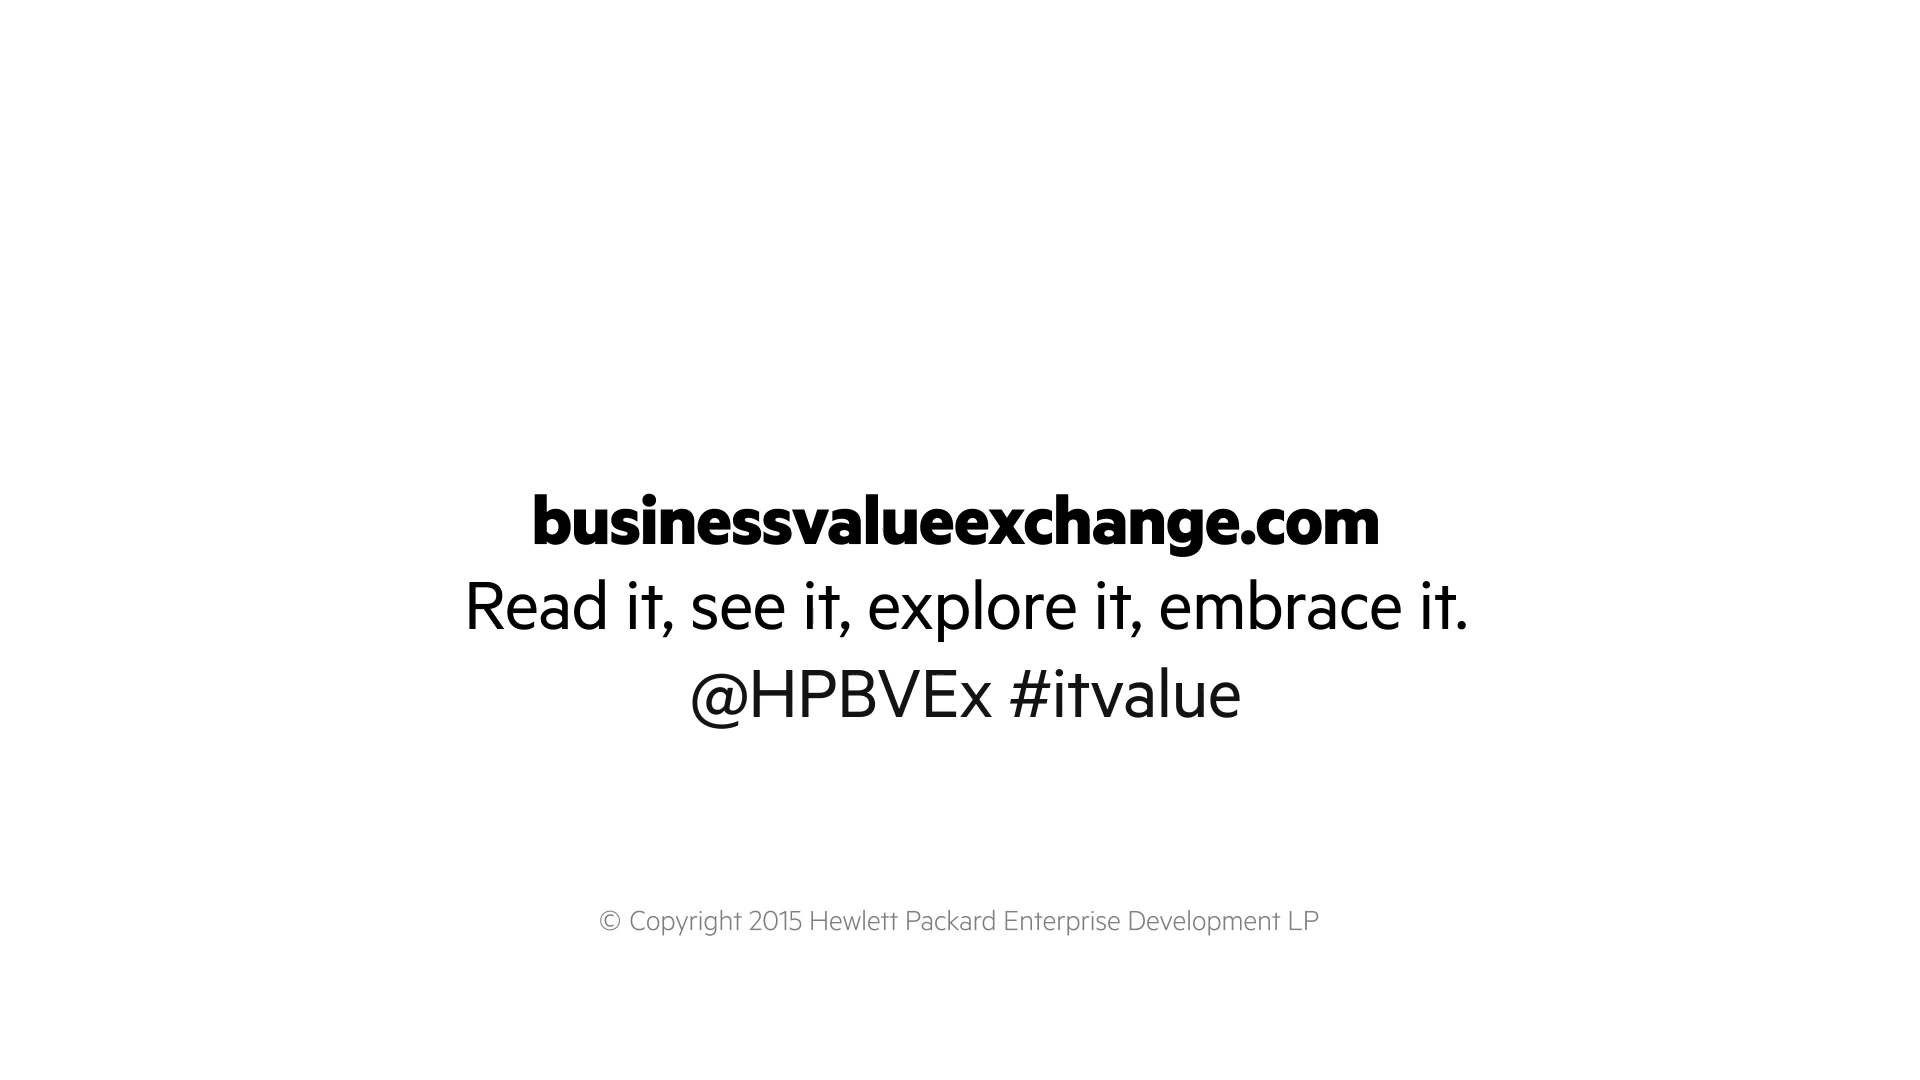 businessvalueexchange.com
Read it, see it, explore it, embrace it.
@HPBVEx #itvalue
© Copyright 2015 Hewlett Packard Enterprise Development LP